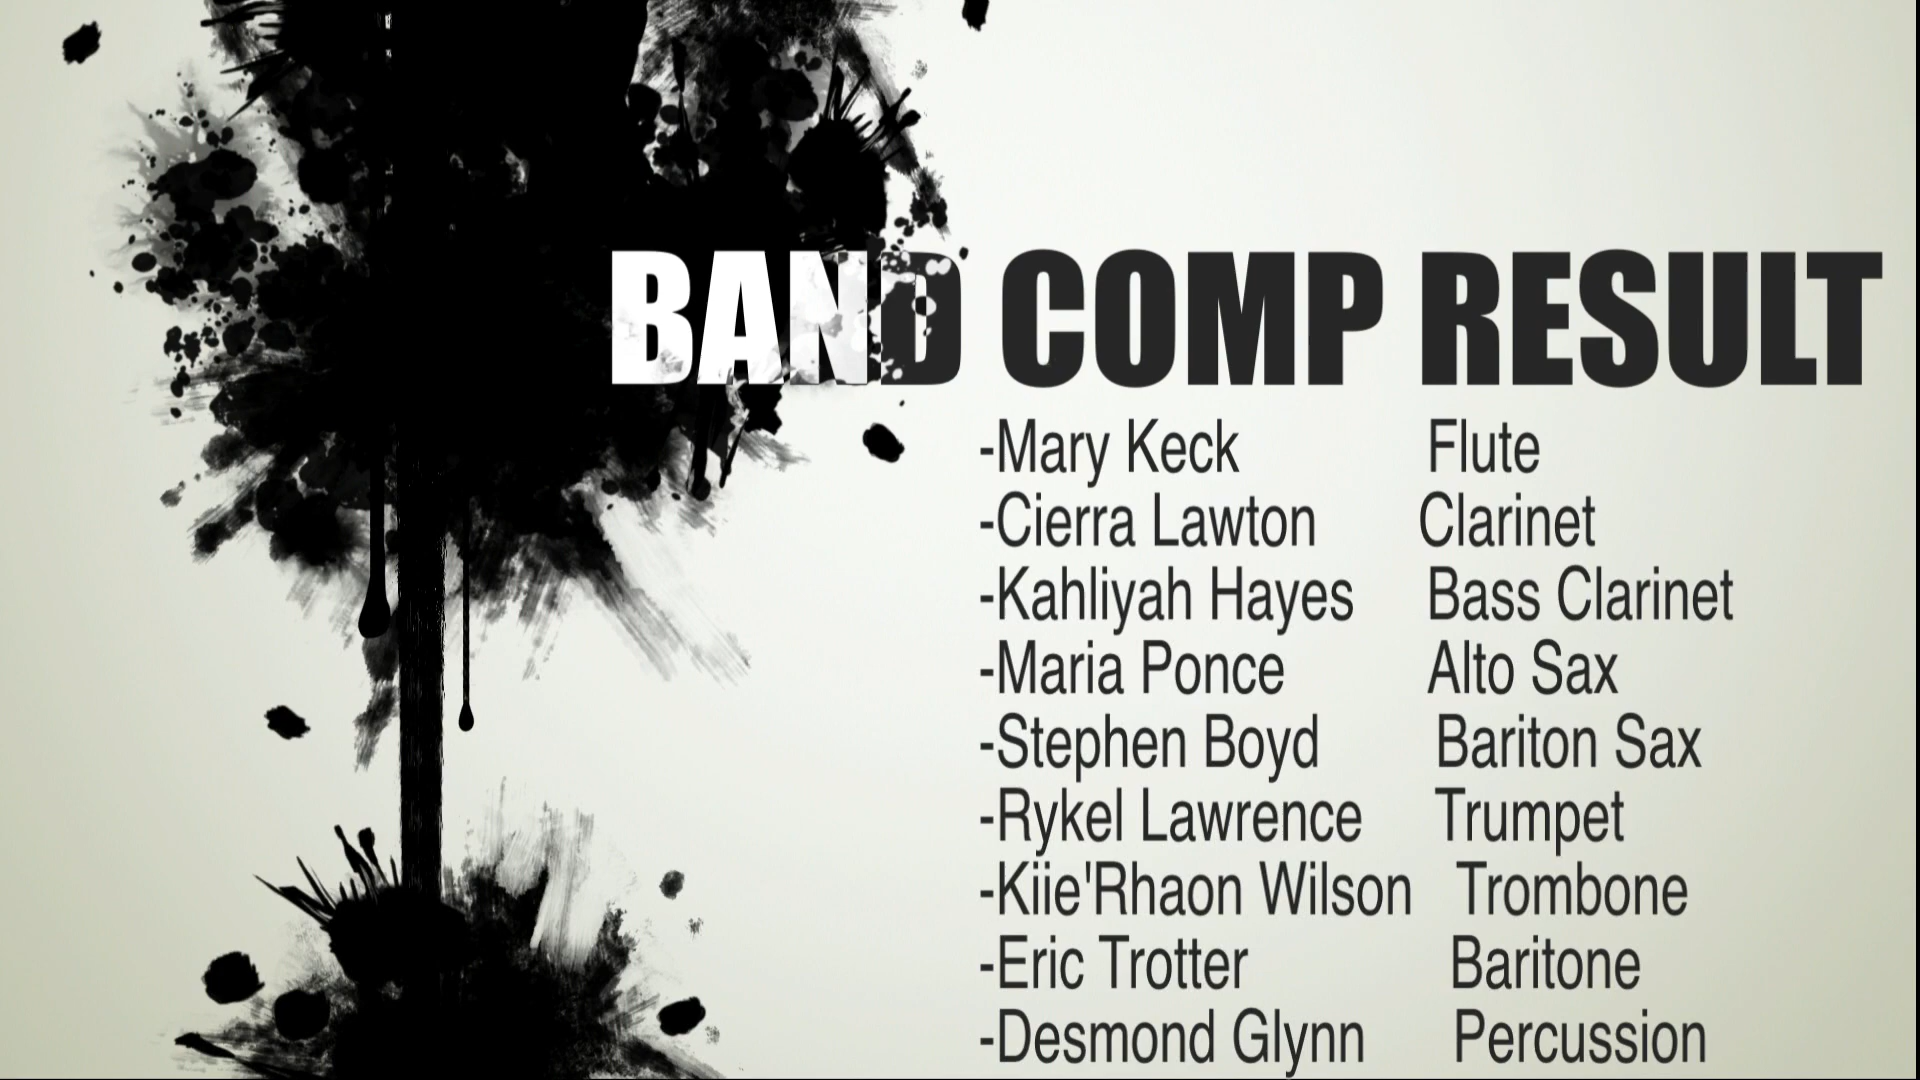 BAND COMP RESULT
-Mary Keck Flute
-Cierra Lawton Clarinet
-Kahliyah Hayes Bass Clarinet
-Maria Ponce Alto Sax
-Stephen Boyd Bariton Sax
-Rykel Lawrence Trumpet
-Kiie'Rhaon Wilson Trombone
-Eric Trotter Baritone
-Desmond Glynn Percussion